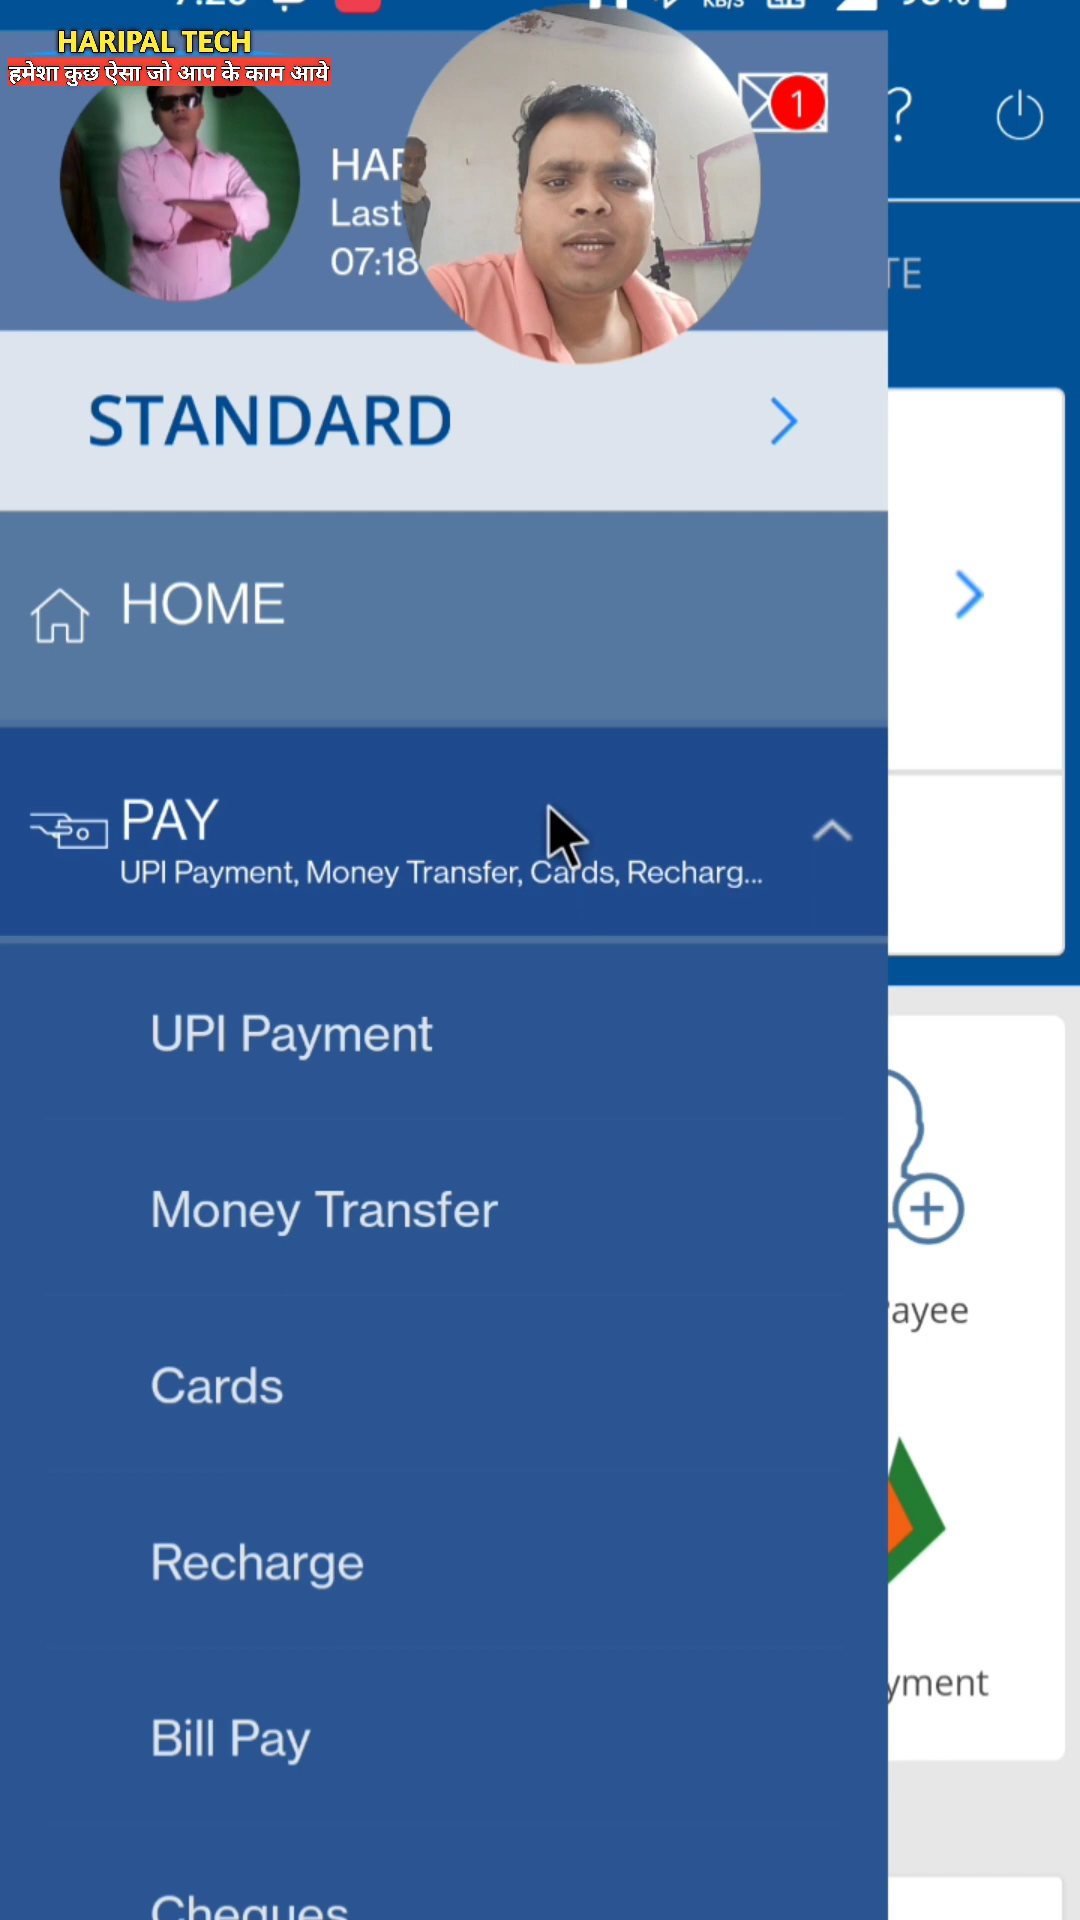 HARIPAL TECH
हमेशा कुछ ऐसा जो आप के काम आये
1
?
Last
07:18
TE
STANDARD
HOME
PAY
UPI Payment, Money Transfer, Cards, Recharg...
UPI Payment
Money Transfer
ayee
Cards
Recharge
yment
Bill Pay
Cheques